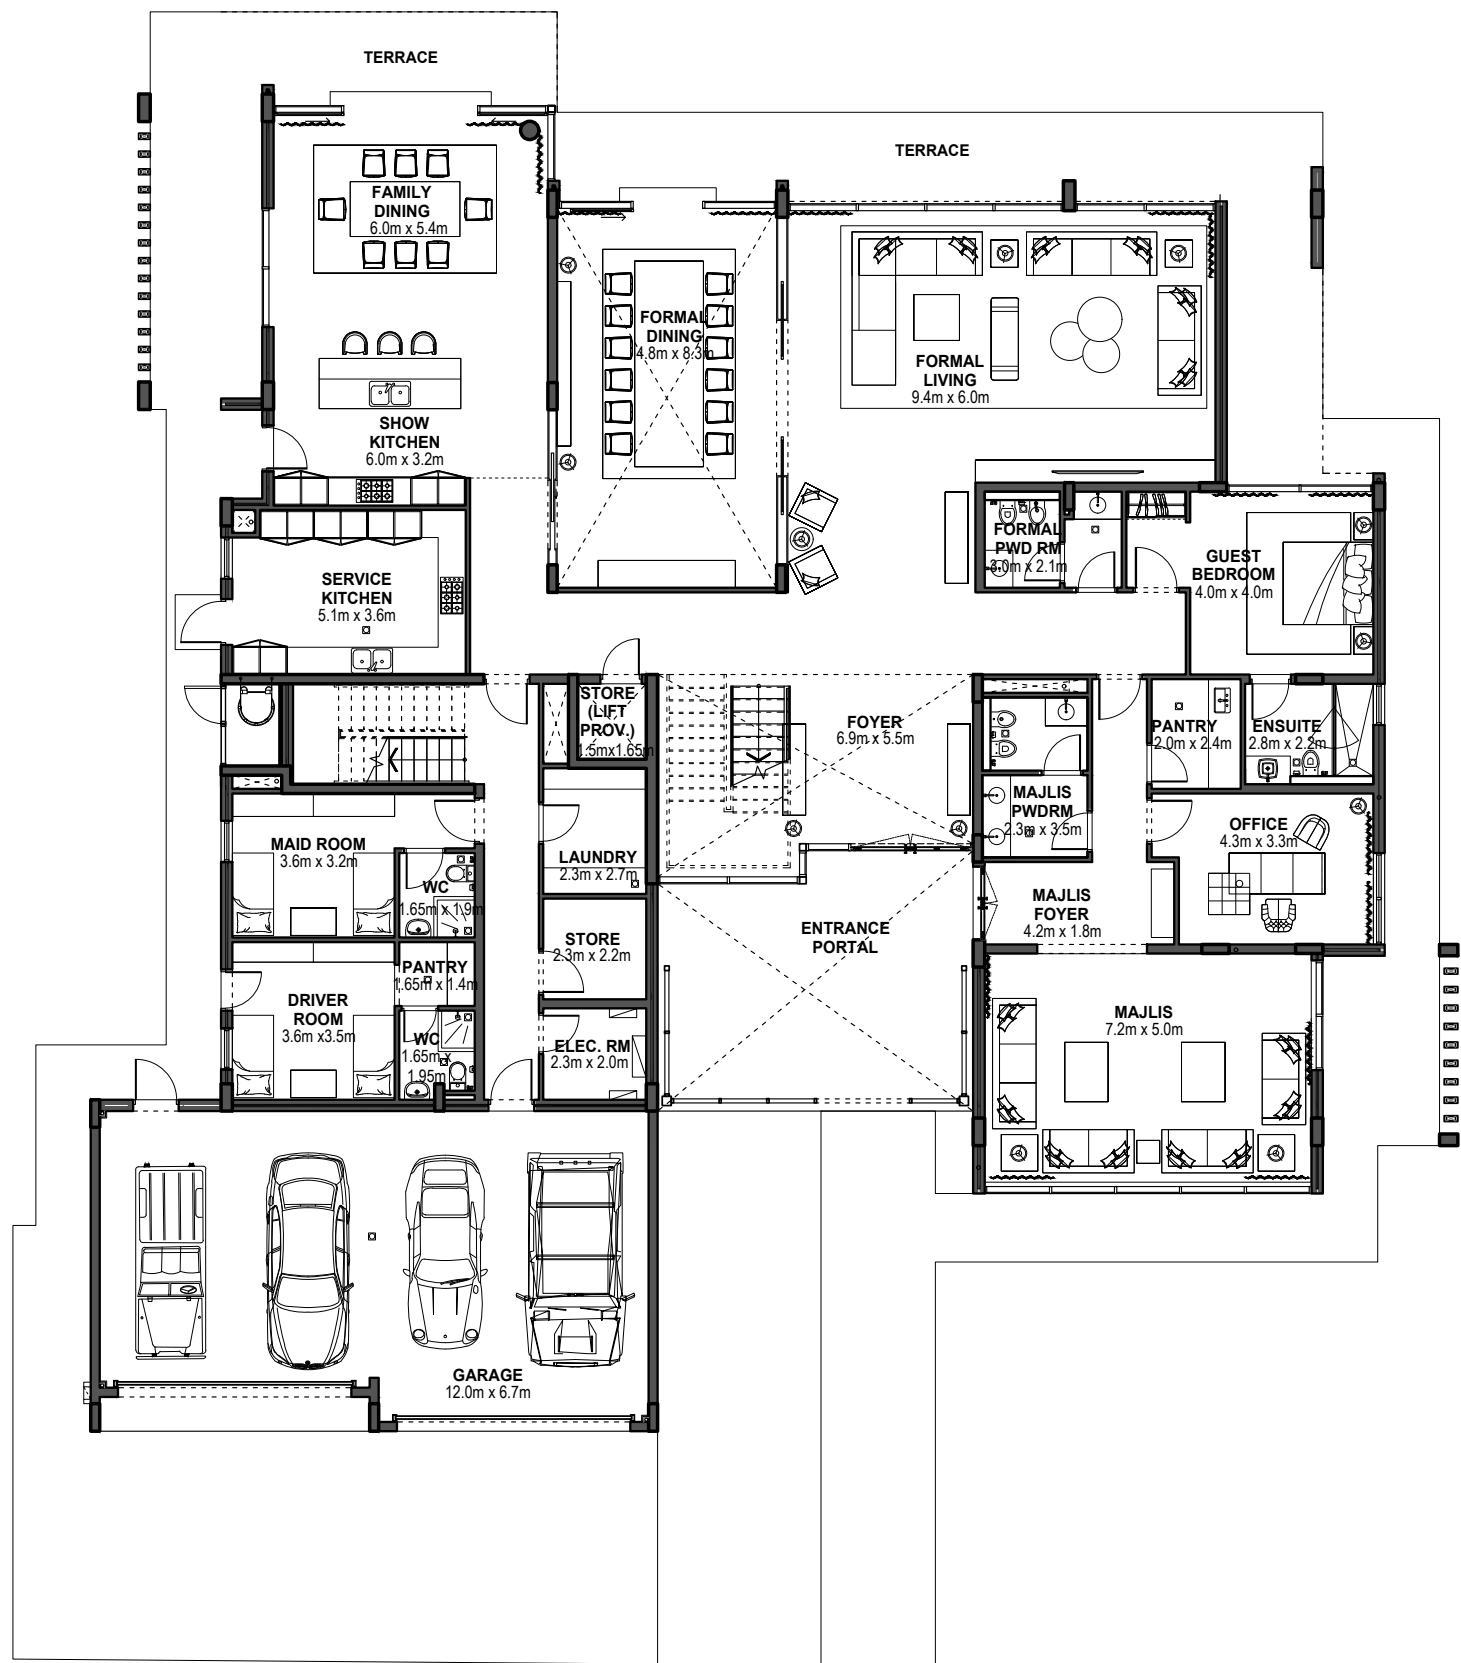 TERRACE
TERRACE
FAMILY
DINING
6.0m x 5.4m
FORMAL
DINING
4.8m x 8.3m
FORMAL
LIVING
9.4m x 6.0m
SHOW
KITCHEN
6.0m x 3.2m
FORMAL
PWD RM
3.0m x 2.1m
GUEST
BEDROOM
4.0m x 4.0m
SERVICE
KITCHEN
5.1m x 3.6m
STORE
(LIFT
PROV.)
1.5mx1.65m
FOYER
6.9m x 5.5m
PANTRY
2.0m x 2.4m
ENSUITE
2.8m x 2.2m
MAJLIS
PWDRM
2.3m x 3.5m
OFFICE
4.3m x 3.3m
MAID ROOM
3.6m x 3.2m
WC
1.65m x 1.9m
LAUNDRY
2.3m x 2.7m
MAJLIS
FOYER
4.2m x 1.8m
ENTRANCE
PORTAL
STORE
2.3m x 2.2m
PANTRY
1.65m x 1.4m
DRIVER
ROOM
3.6m x3.5m
WC
1.65m x
1.95m
ELEC. RM
2.3m x 2.0m
MAJLIS
7.2m x 5.0m
GARAGE
12.0m x 6.7m